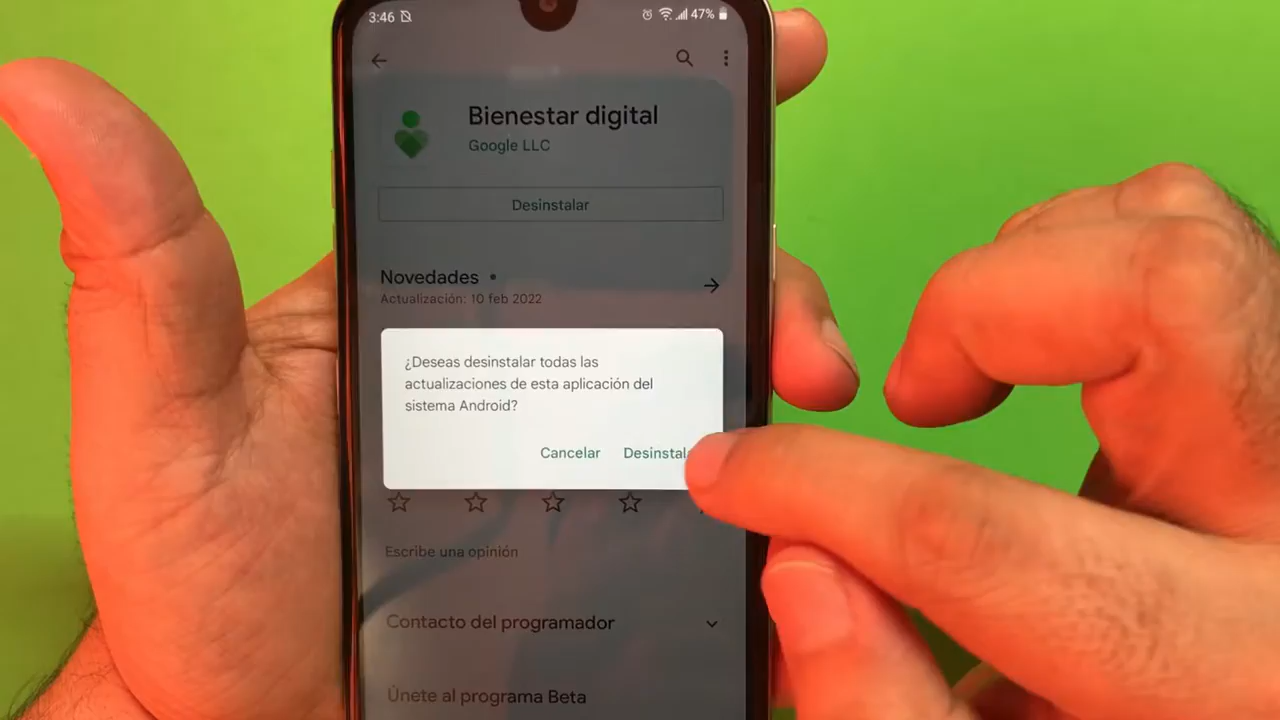 3:46
47%
Bienestar digital
Google LLC
Desinstalar
Novedades •
Actualización: 10 feb 2022
¿Deseas desinstalar todas las
actualizaciones de esta aplicación del
sistema Android?
Cancelar
Escribe una opinión
Contacto del programador
Únete al programa Beta